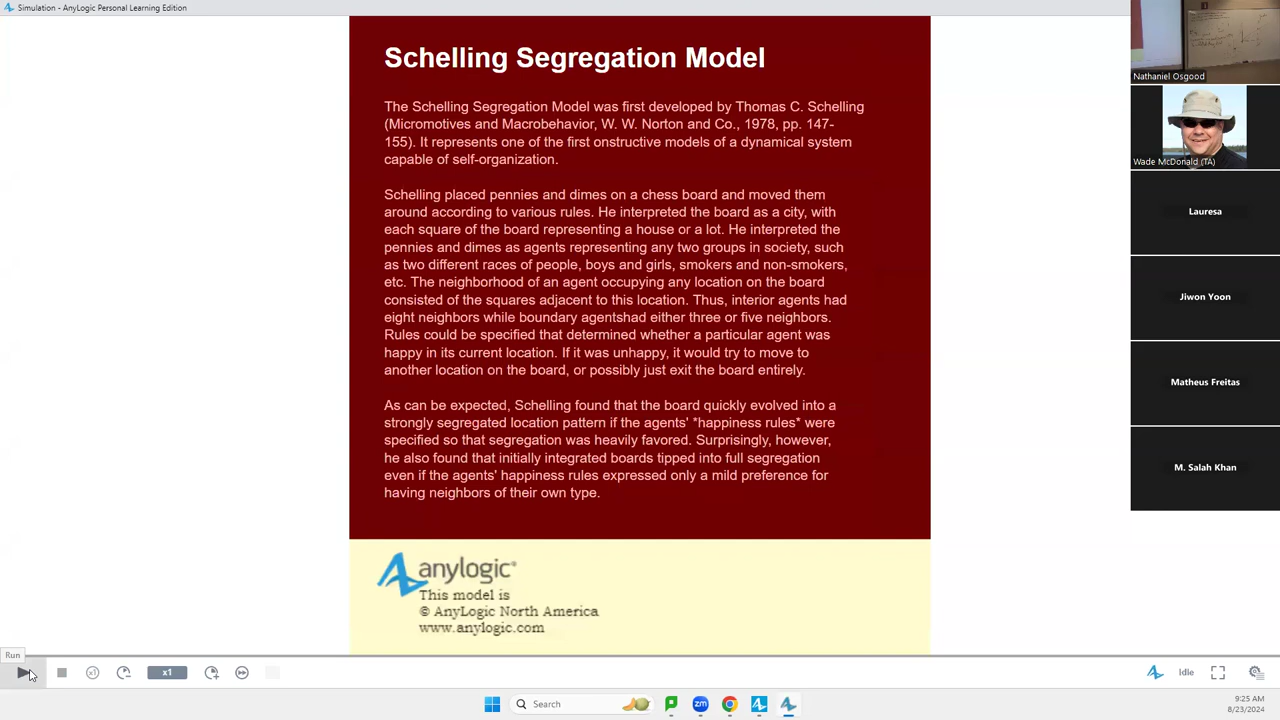 Simulation - AnyLogic Personal Learning Edition
Schelling Segregation Model
The Schelling Segregation Model was first developed by Thomas C. Schelling
(Micromotives and Macrobehavior, W. W. Norton and Co., 1978, pp. 147-
155). It represents one of the first onstructive models of a dynamical system
capable of self-organization.
Schelling placed pennies and dimes on a chess board and moved them
around according to various rules. He interpreted the board as a city, with
each square of the board representing a house or a lot. He interpreted the
pennies and dimes as agents representing any two groups in society, such
as two different races of people, boys and girls, smokers and non-smokers,
etc. The neighborhood of an agent occupying any location on the board
consisted of the squares adjacent to this location. Thus, interior agents had
eight neighbors while boundary agentshad either three or five neighbors.
Rules could be specified that determined whether a particular agent was
happy in its current location. If it was unhappy, it would try to move to
another location on the board, or possibly just exit the board entirely.
As can be expected, Schelling found that the board quickly evolved into a
strongly segregated location pattern if the agents' *happiness rules* were
specified so that segregation was heavily favored. Surprisingly, however,
he also found that initially integrated boards tipped into full segregation
even if the agents' happiness rules expressed only a mild preference for
having neighbors of their own type.
anylogic®
This model is
© AnyLogic North America
www.anylogic.com
Nathaniel Osgood
Wade McDonald (TA)
Lauresa
Jiwon Yoon
Matheus Freitas
M. Salah Khan
Run
x1
x1
Idle
Search
zm
9:25 AM
8/23/2024